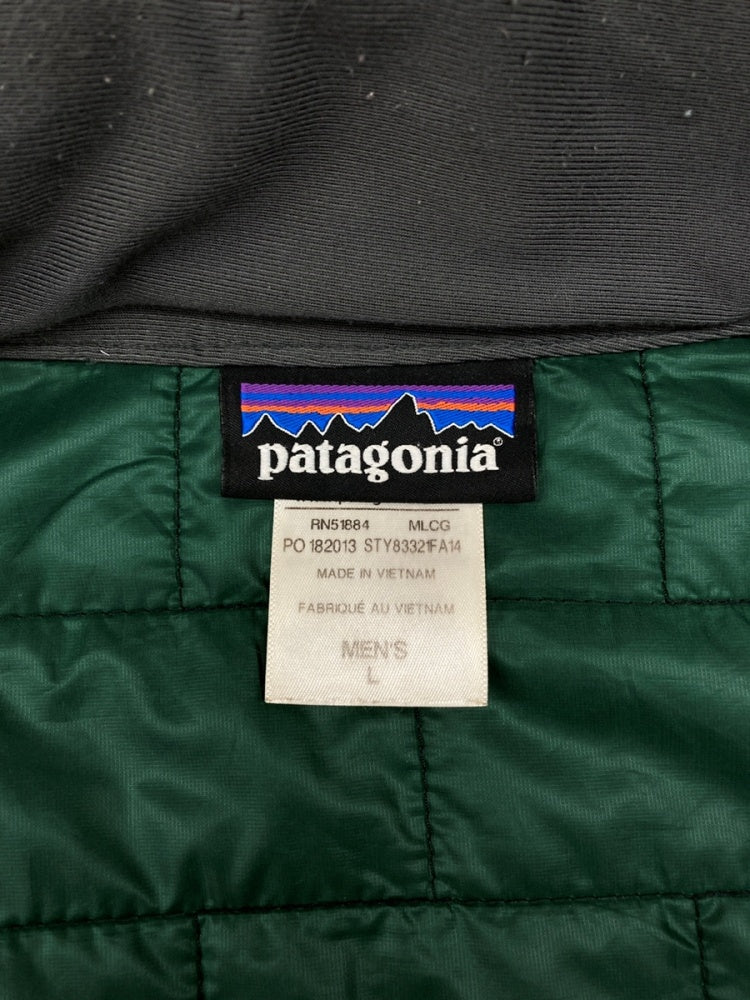 patagonia®
RN51884 MLCG
PO 182013 STY83321FA14
MADE IN VIETNAM
FABRIQUÉ AU VIETNAM
MEN'S
L